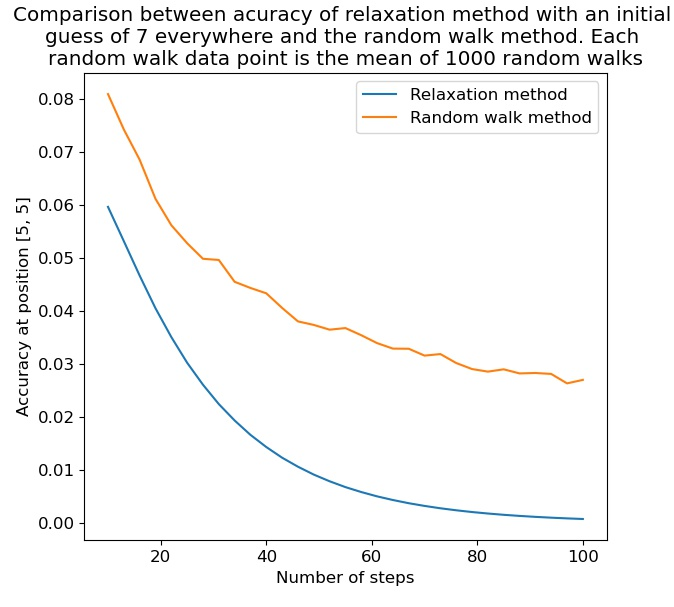 Comparison between acuracy of relaxation method with an initial
guess of 7 everywhere and the random walk method. Each
random walk data point is the mean of 1000 random walks
Relaxation method
Random walk method
Accuracy at position [5, 5]
0.08
0.07
0.06
0.05
0.04
0.03
0.02
0.01
0.00
20 40 60 80 100
Number of steps